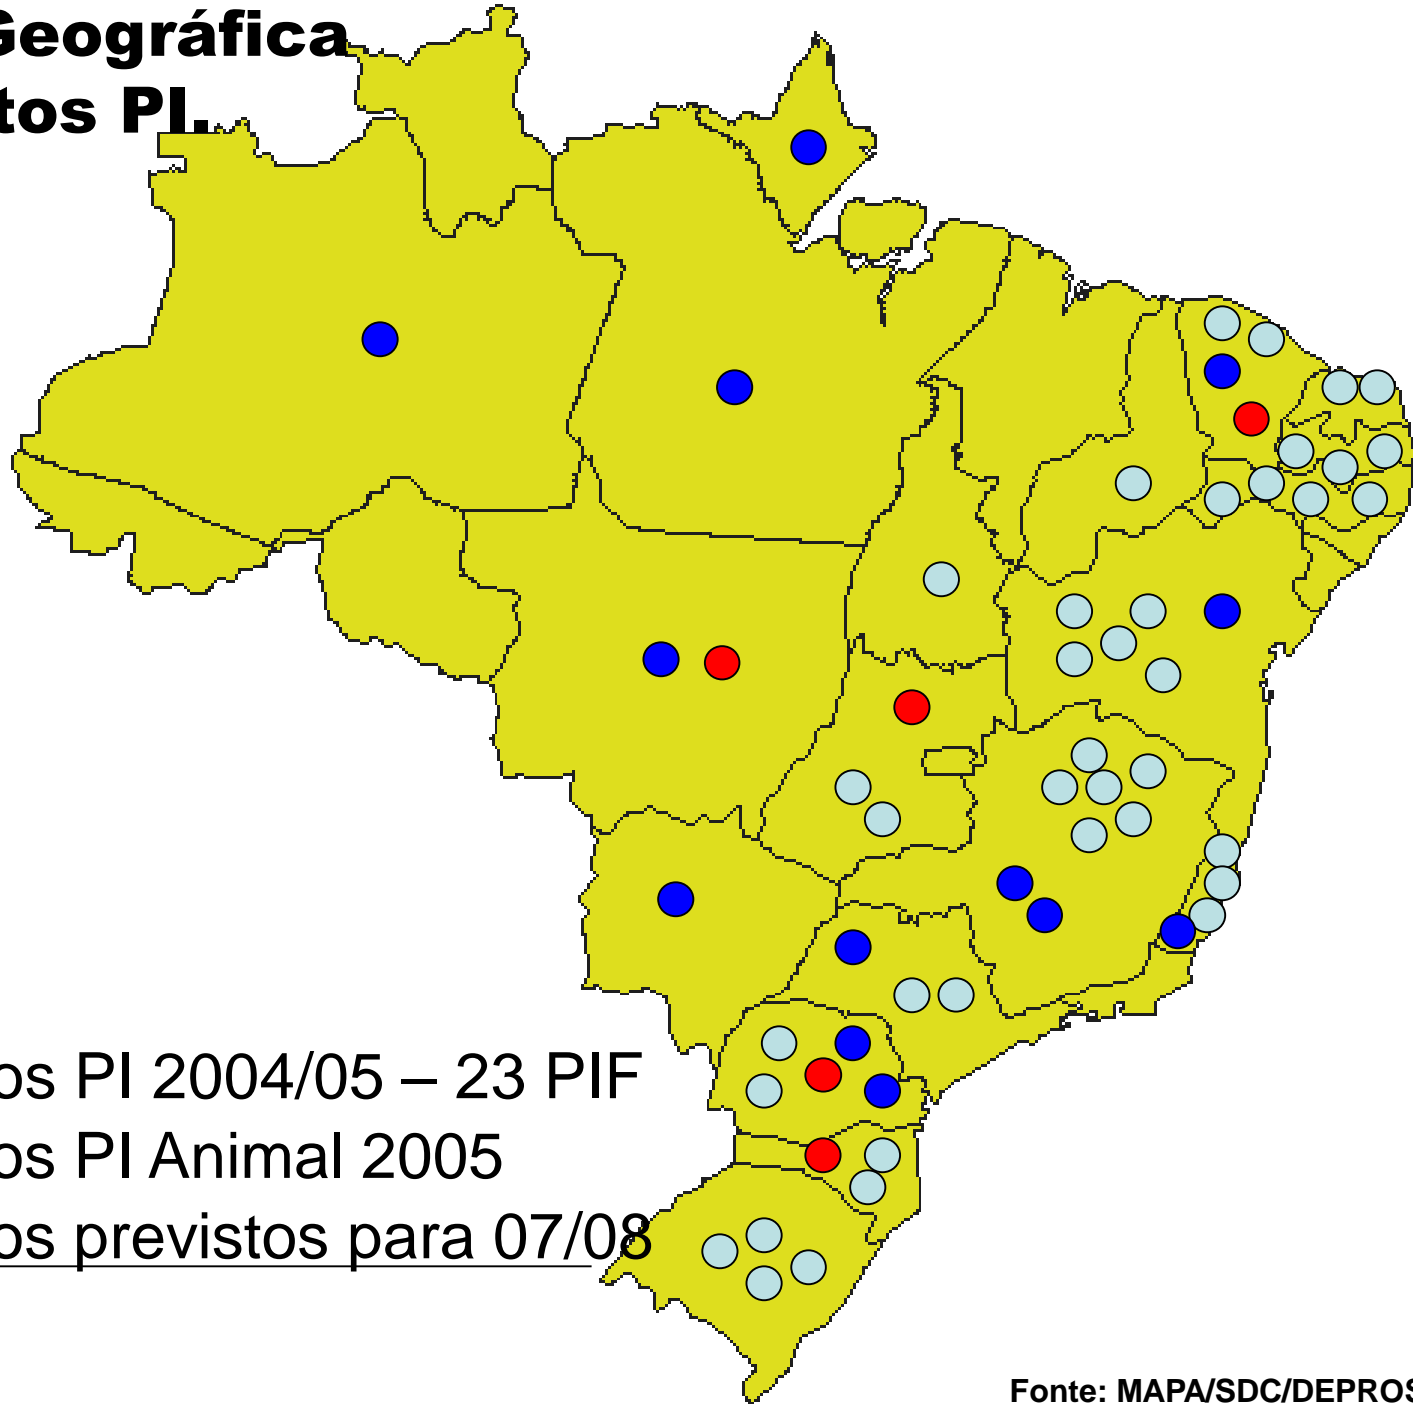 Geográfica
tos PI.
os PI 2004/05 – 23 PIF
os PI Animal 2005
os previstos para 07/08
Fonte: MAPA/SDC/DEPROS